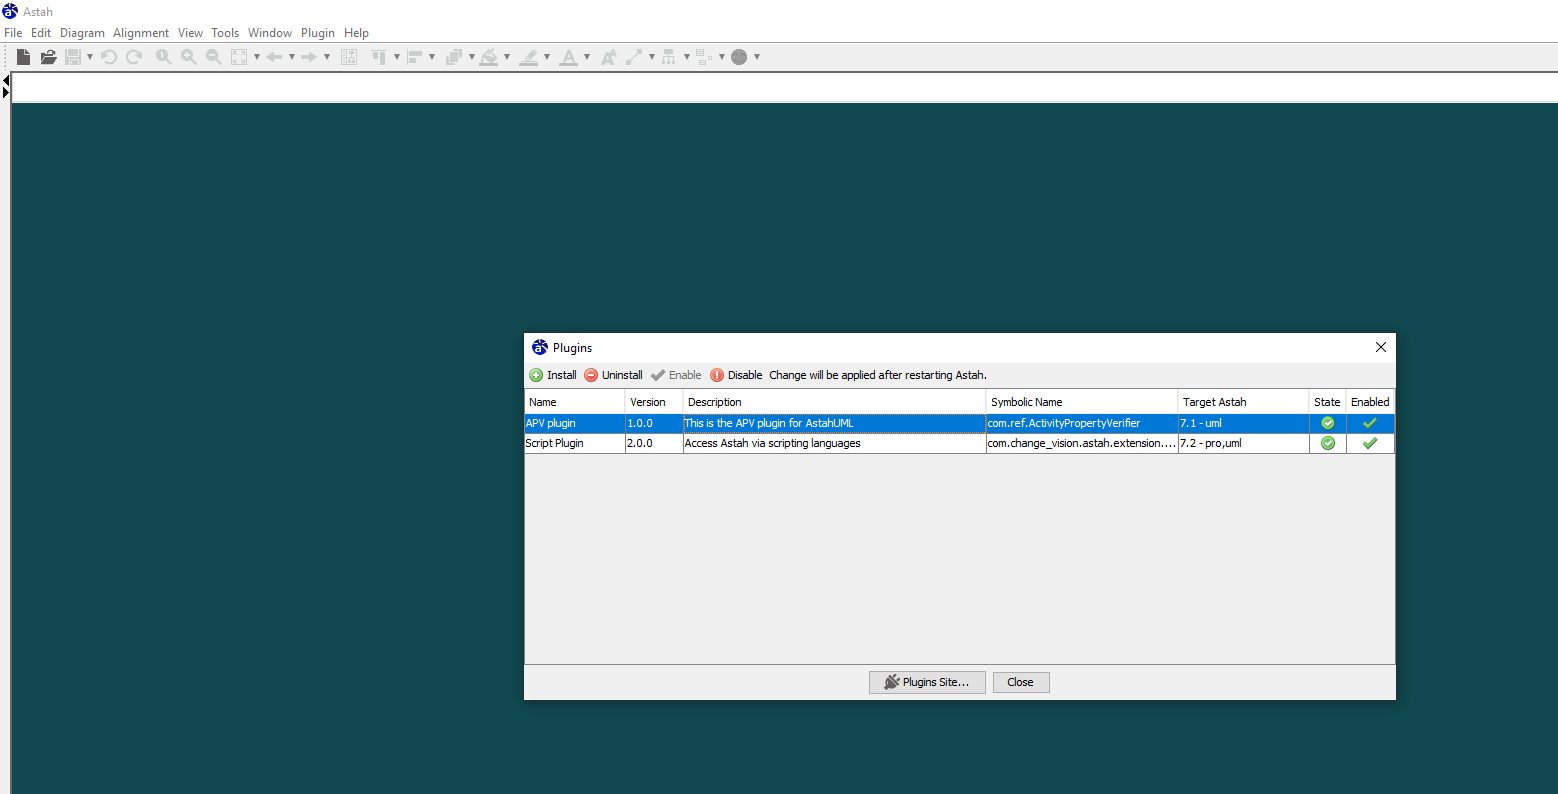 Astah
File Edit Diagram Alignment View Tools Window Plugin Help
Plugins
Install Uninstall Enable Disable Change will be applied after restarting Astah.
Name Version Description Symbolic Name Target Astah State Enabled
APV plugin 1.0.0 This is the APV plugin for AstahUML com.ref.ActivityPropertyVerifier 7.1 - uml
Script Plugin 2.0.0 Access Astah via scripting languages com.change_vision.astah.extension.... 7.2 - pro,uml
Plugins Site... Close